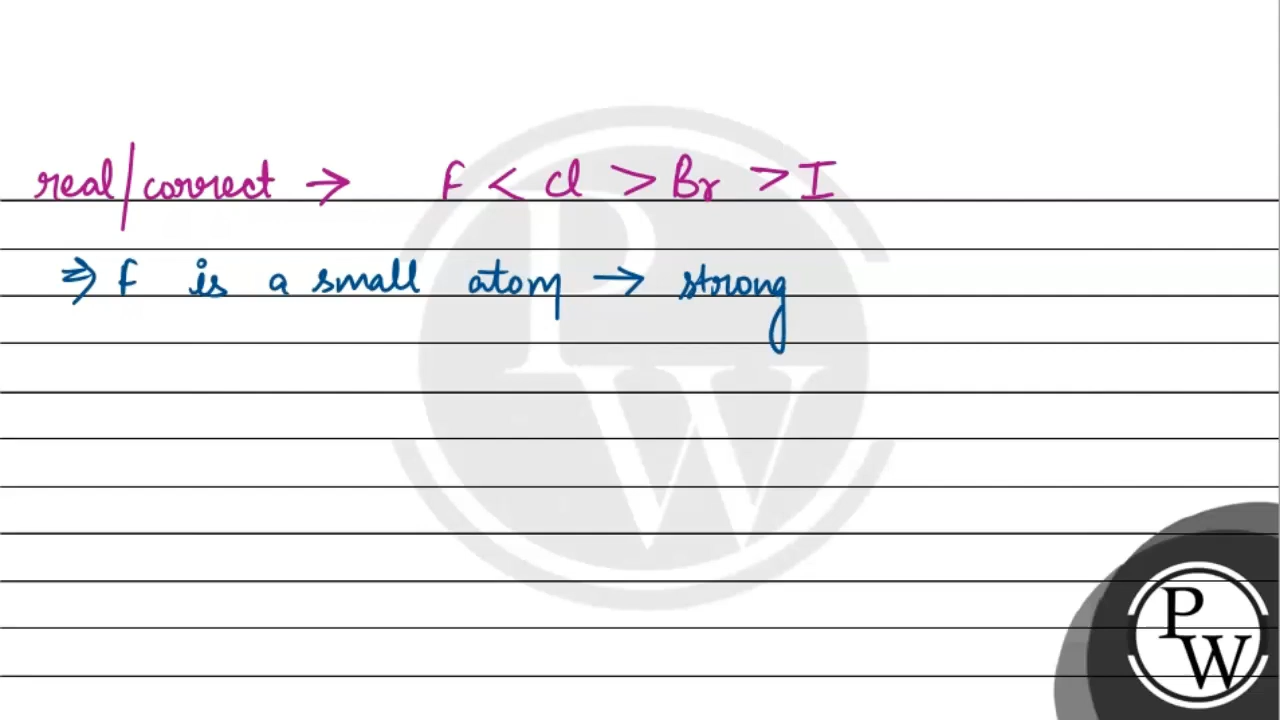 real/correct → F < Cl > Br > I
⇒ F is a small atom → strong
P
W
P
W